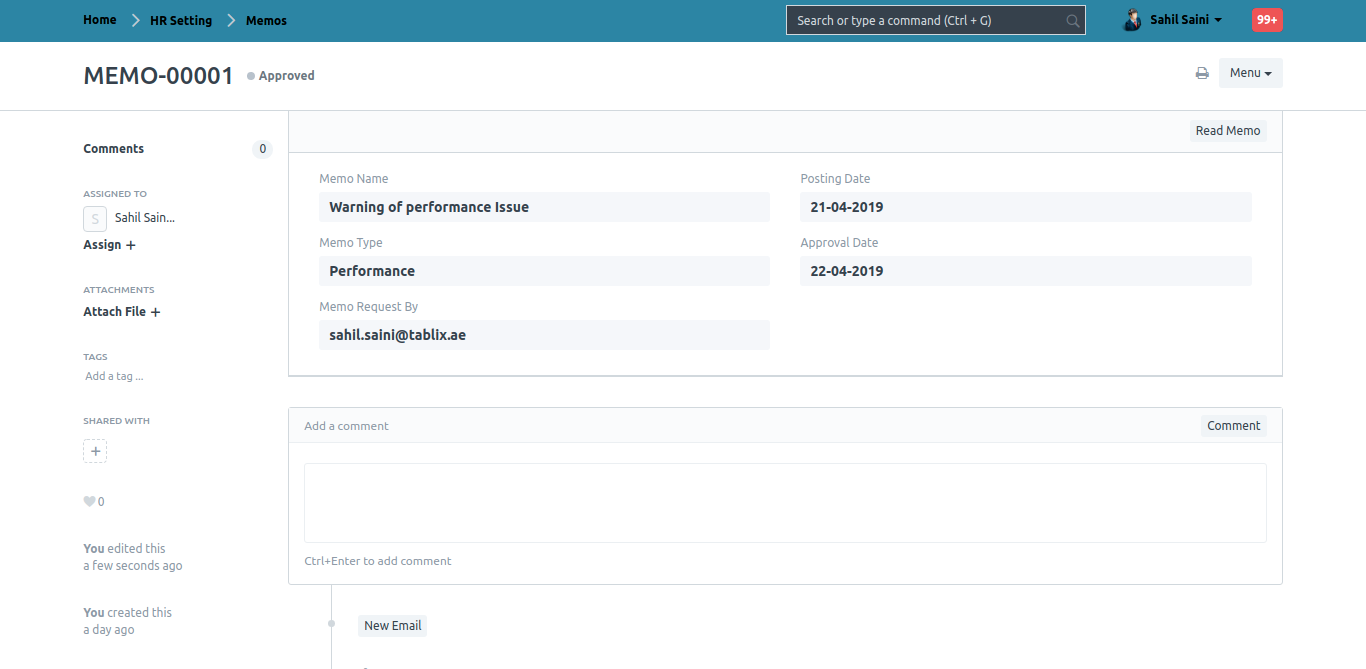 Home HR Setting Memos Search or type a command (Ctrl + G) Sahil Saini 99+
MEMO-00001 Approved Menu
Read Memo
Comments 0
ASSIGNED TO
S Sahil Sain...
Assign +
ATTACHMENTS
Attach File +
TAGS
Add a tag ...
SHARED WITH
+
0
You edited this
a few seconds ago
You created this
a day ago
Memo Name
Warning of performance Issue
Memo Type
Performance
Memo Request By
sahil.saini@tablix.ae
Posting Date
21-04-2019
Approval Date
22-04-2019
Add a comment Comment
Ctrl+Enter to add comment
New Email